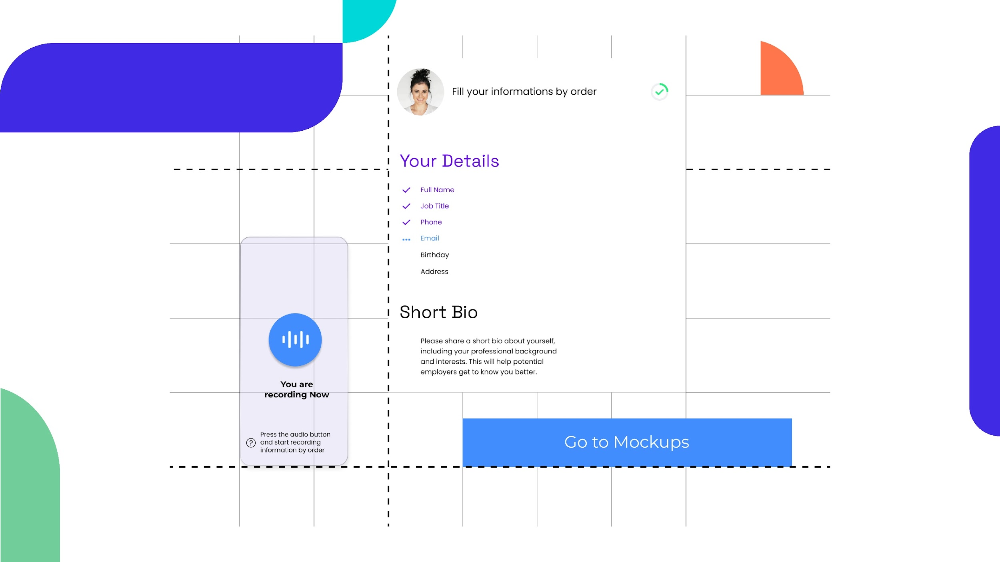 Fill your informations by order
Your Details
Full Name
Job Title
Phone
Email
Birthday
Address
Short Bio
Please share a short bio about yourself,
including your professional background
and interests. This will help potential
employers get to know you better.
You are
recording Now
Press the audio button
and start recording
information by order
Go to Mockups